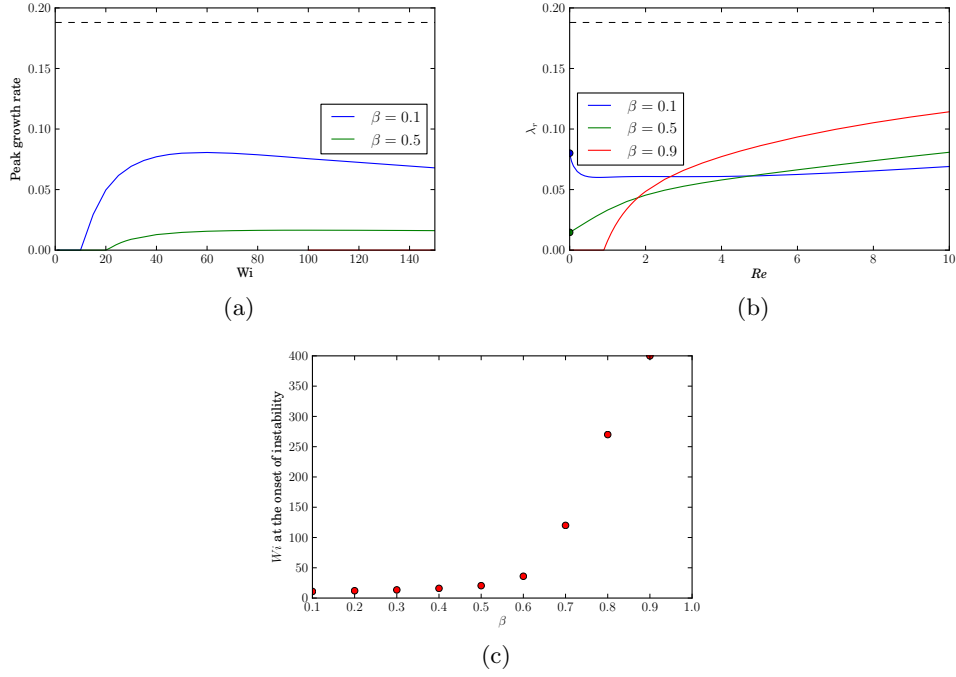 0.20
0.15
0.10
0.05
0.00
Peak growth rate
β = 0.1
β = 0.5
0 20 40 60 80 100 120 140
Wi
(a)
0.20
0.15
0.10
0.05
0.00
λr
β = 0.1
β = 0.5
β = 0.9
0 2 4 6 8 10
Re
(b)
400
350
300
250
200
150
100
50
0
Wi at the onset of instability
0.1 0.2 0.3 0.4 0.5 0.6 0.7 0.8 0.9 1.0
β
(c)